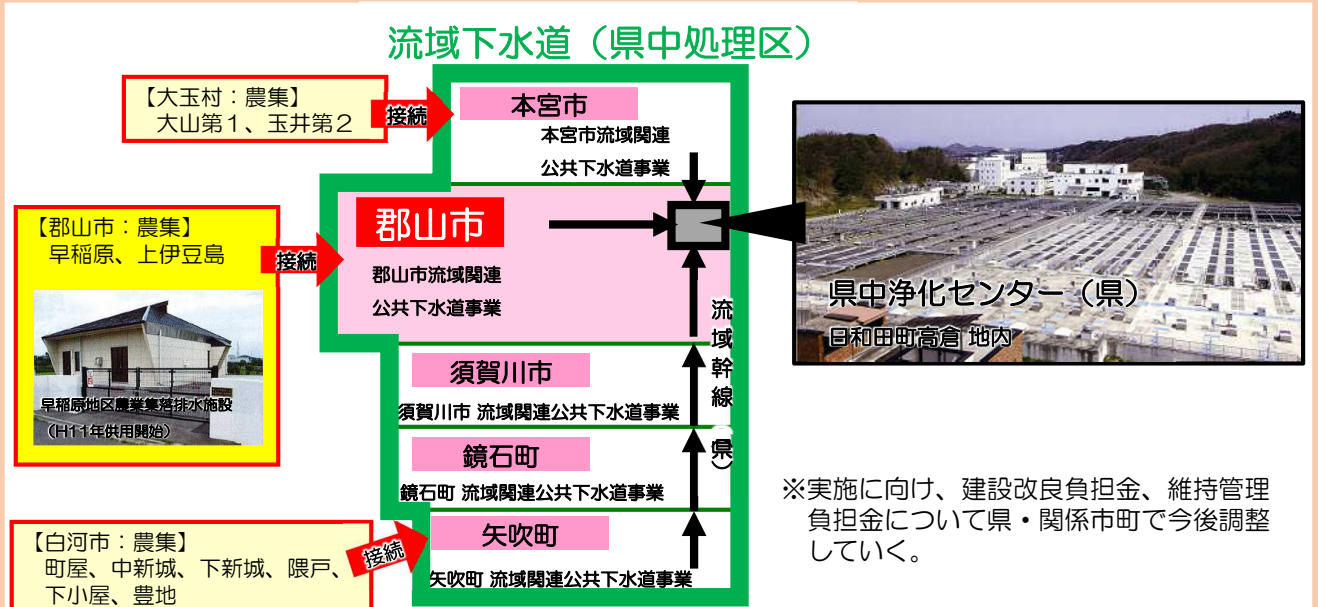 流域下水道（県中処理区）
【大玉村：農集】
大山第１、玉井第２
接続
本宮市
本宮市流域関連
公共下水道事業
【郡山市：農集】
早稲原、上伊豆島
接続
早稲原地区農業集落排水施設
（H11年供用開始）
郡山市
郡山市流域関連
公共下水道事業
流域幹線（県）
県中浄化センター（県）
日和田町高倉 地内
須賀川市
須賀川市 流域関連公共下水道事業
鏡石町
鏡石町 流域関連公共下水道事業
【白河市：農集】
町屋、中新城、下新城、隈戸、
下小屋、豊地
接続
矢吹町
矢吹町 流域関連公共下水道事業
※実施に向け、建設改良負担金、維持管理
負担金について県・関係市町で今後調整
していく。